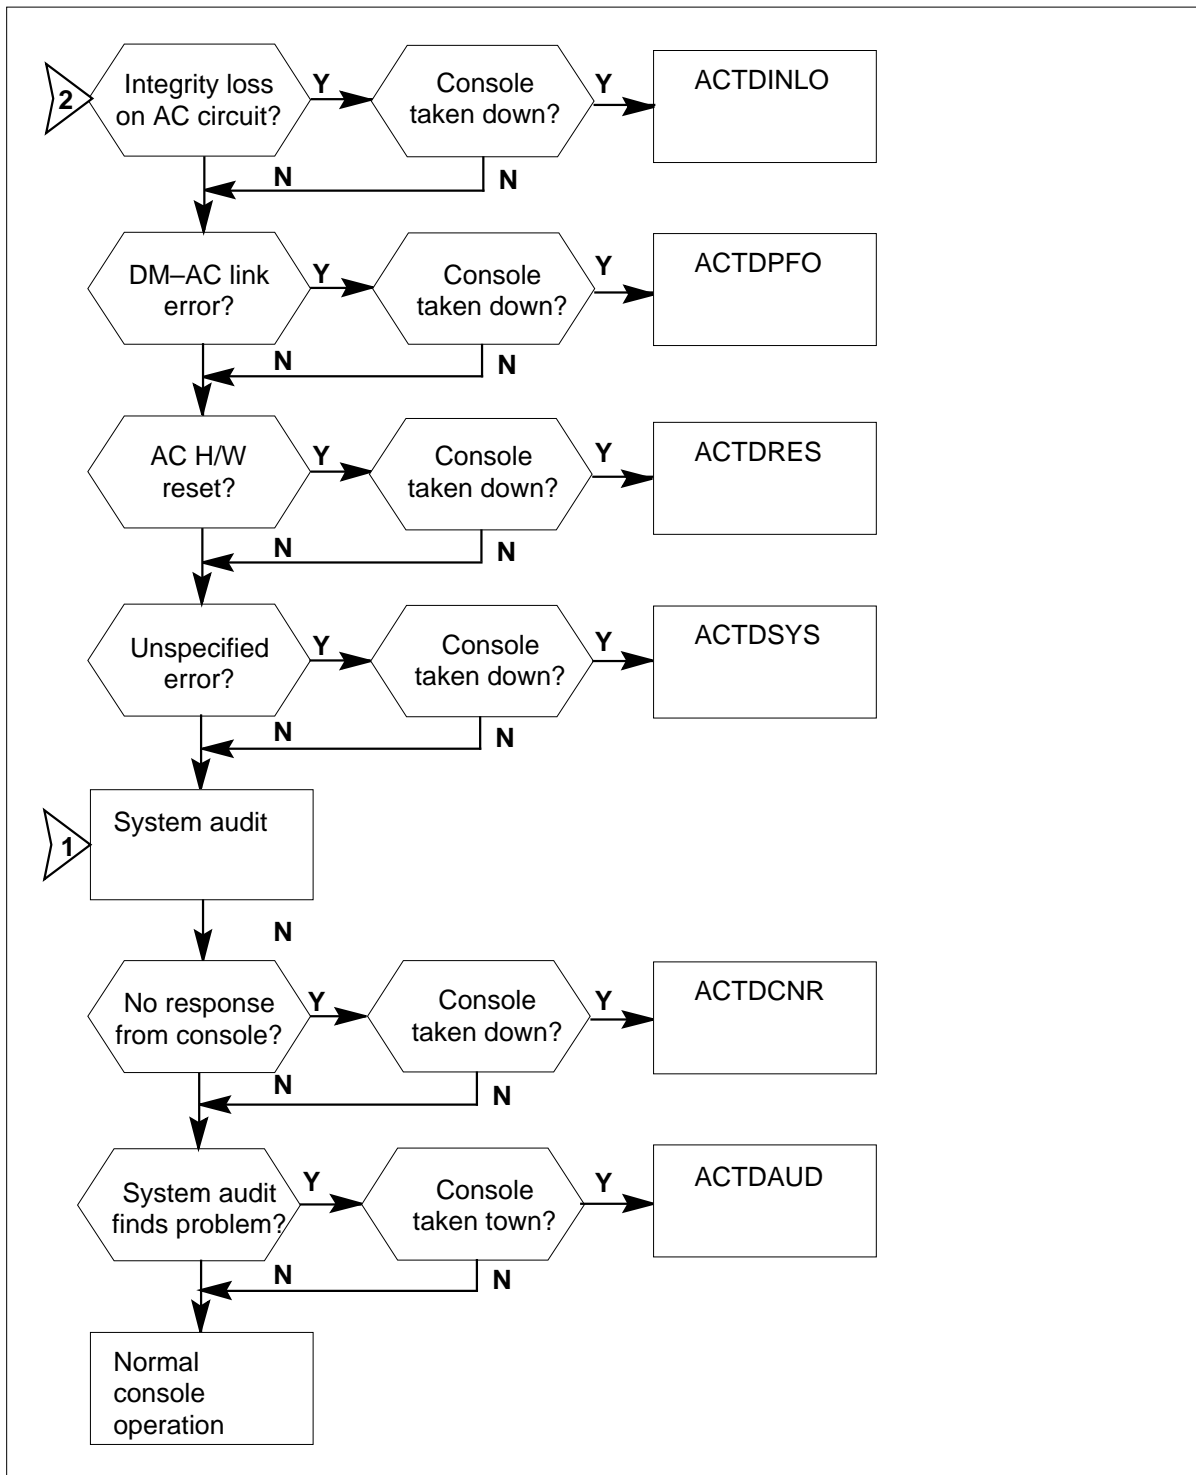 2
Integrity loss
on AC circuit?
Y
Console
taken down?
Y
ACTDINLO
N
N
DM–AC link
error?
Y
Console
taken down?
Y
ACTDPFO
N
N
AC H/W
reset?
Y
Console
taken down?
Y
ACTDRES
N
N
Unspecified
error?
Y
Console
taken down?
Y
ACTDSYS
N
N
1
System audit
N
No response
from console?
Y
Console
taken down?
Y
ACTDCNR
N
N
System audit
finds problem?
Y
Console
taken town?
Y
ACTDAUD
N
N
Normal
console
operation